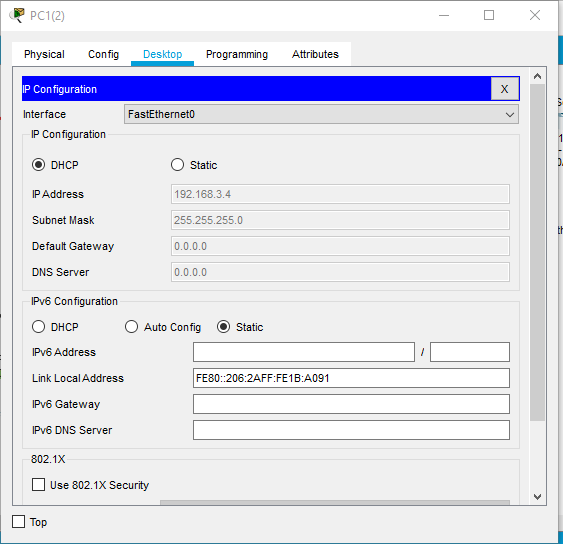 PC1(2)
Physical Config Desktop Programming Attributes
IP Configuration X
Interface FastEthernet0
IP Configuration
DHCP Static
IP Address 192.168.3.4
Subnet Mask 255.255.255.0
Default Gateway 0.0.0.0
DNS Server 0.0.0.0
IPv6 Configuration
DHCP Auto Config Static
IPv6 Address /
Link Local Address FE80::206:2AFF:FE1B:A091
IPv6 Gateway
IPv6 DNS Server
802.1X
Use 802.1X Security
Top